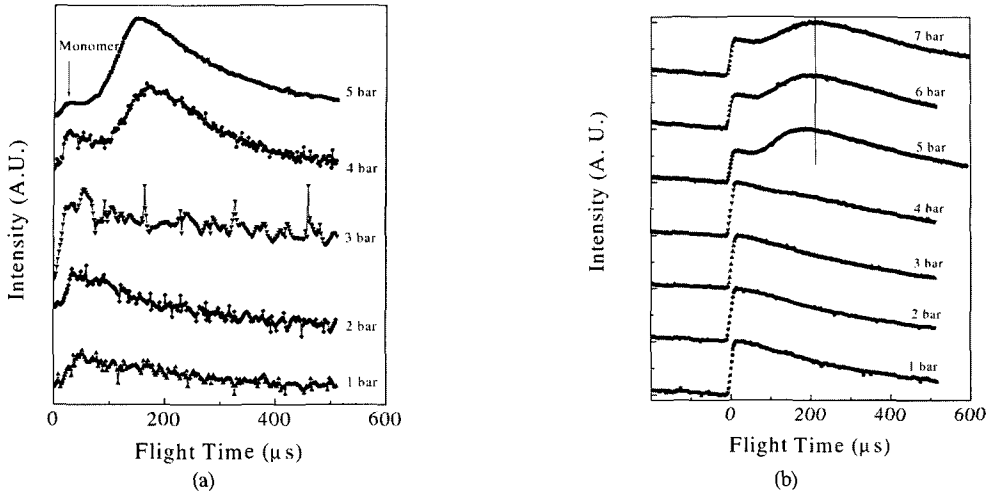 Monomer
5 bar
4 bar
3 bar
2 bar
1 bar
Intensity (A.U.)
0
200
400
600
Flight Time (μs)
(a)
7 bar
6 bar
5 bar
4 bar
3 bar
2 bar
1 bar
Intensity (A.U.)
0
200
400
600
Flight Time (μs)
(b)